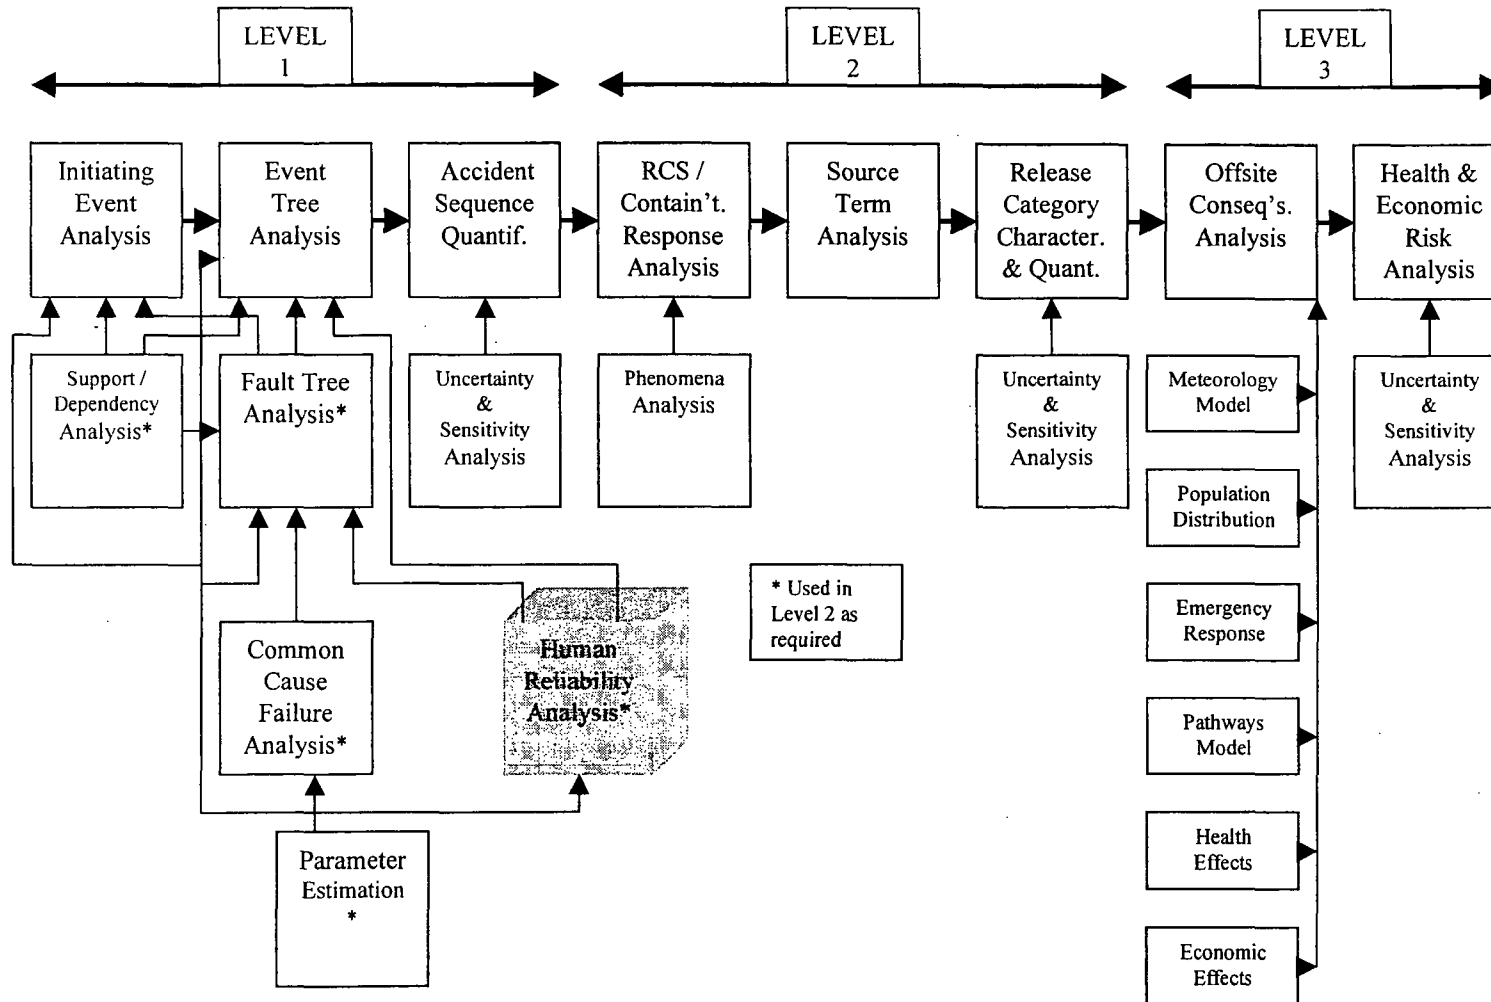 LEVEL
1
LEVEL
2
LEVEL
3
Initiating
Event
Analysis
Event
Tree
Analysis
Accident
Sequence
Quantif.
RCS /
Contain't.
Response
Analysis
Source
Term
Analysis
Release
Category
Character.
& Quant.
Offsite
Conseq's.
Analysis
Health &
Economic
Risk
Analysis
Support /
Dependency
Analysis*
Fault Tree
Analysis*
Uncertainty
&
Sensitivity
Analysis
Phenomena
Analysis
Uncertainty
&
Sensitivity
Analysis
Meteorology
Model
Uncertainty
&
Sensitivity
Analysis
Population
Distribution
Emergency
Response
* Used in
Level 2 as
required
Common
Cause
Failure
Analysis*
Human
Reliability
Analysis*
Pathways
Model
Parameter
Estimation
*
Health
Effects
Economic
Effects